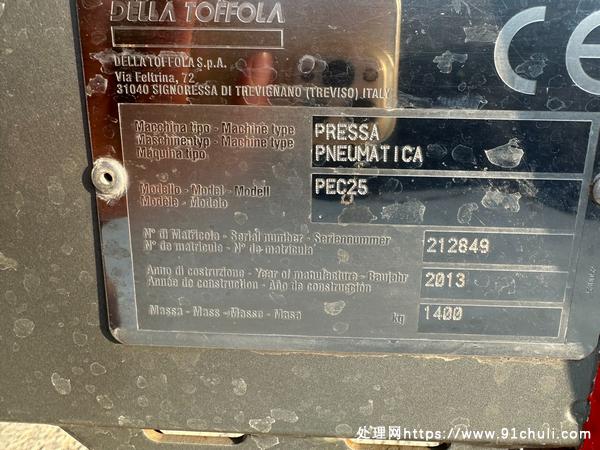 DELLA TOFFOLA
DELLA TOFFOLA S.p.A.
Via Feltrina, 72
31040 SIGNORESSA DI TREVIGNANO (TREVISO) ITALY
CE
Macchina tipo - Machine type
Maschinentyp - Machine type
Máquina tipo
PRESSA
PNEUMATICA
Modello - Model - Modell
Modèle - Modelo
PEC25
N° di Matricola - Serial number - Seriennummer
N° de matricule - N° de matricula
212849
Anno di costruzione - Year of manufacture - Baujahr
Année de construction - Año de construcción
2013
Massa - Mass - Masse - Masa
kg
1400
处理网https://www.91chuli.com/